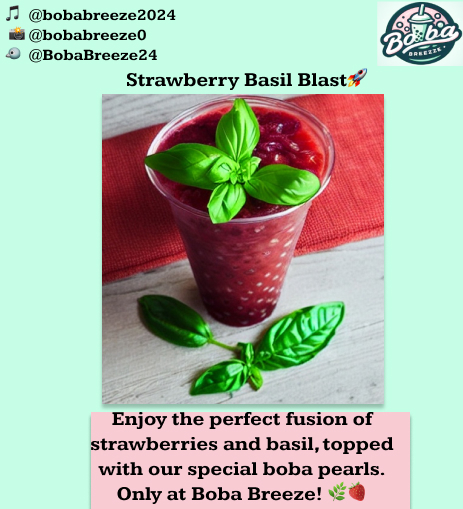 🎵 @bobabreeze2024
📸 @bobabreeze0
🐦 @BobaBreeze24
Boba
BREEZZE
Strawberry Basil Blast🚀
Enjoy the perfect fusion of
strawberries and basil, topped
with our special boba pearls.
Only at Boba Breeze! 🌿🍓